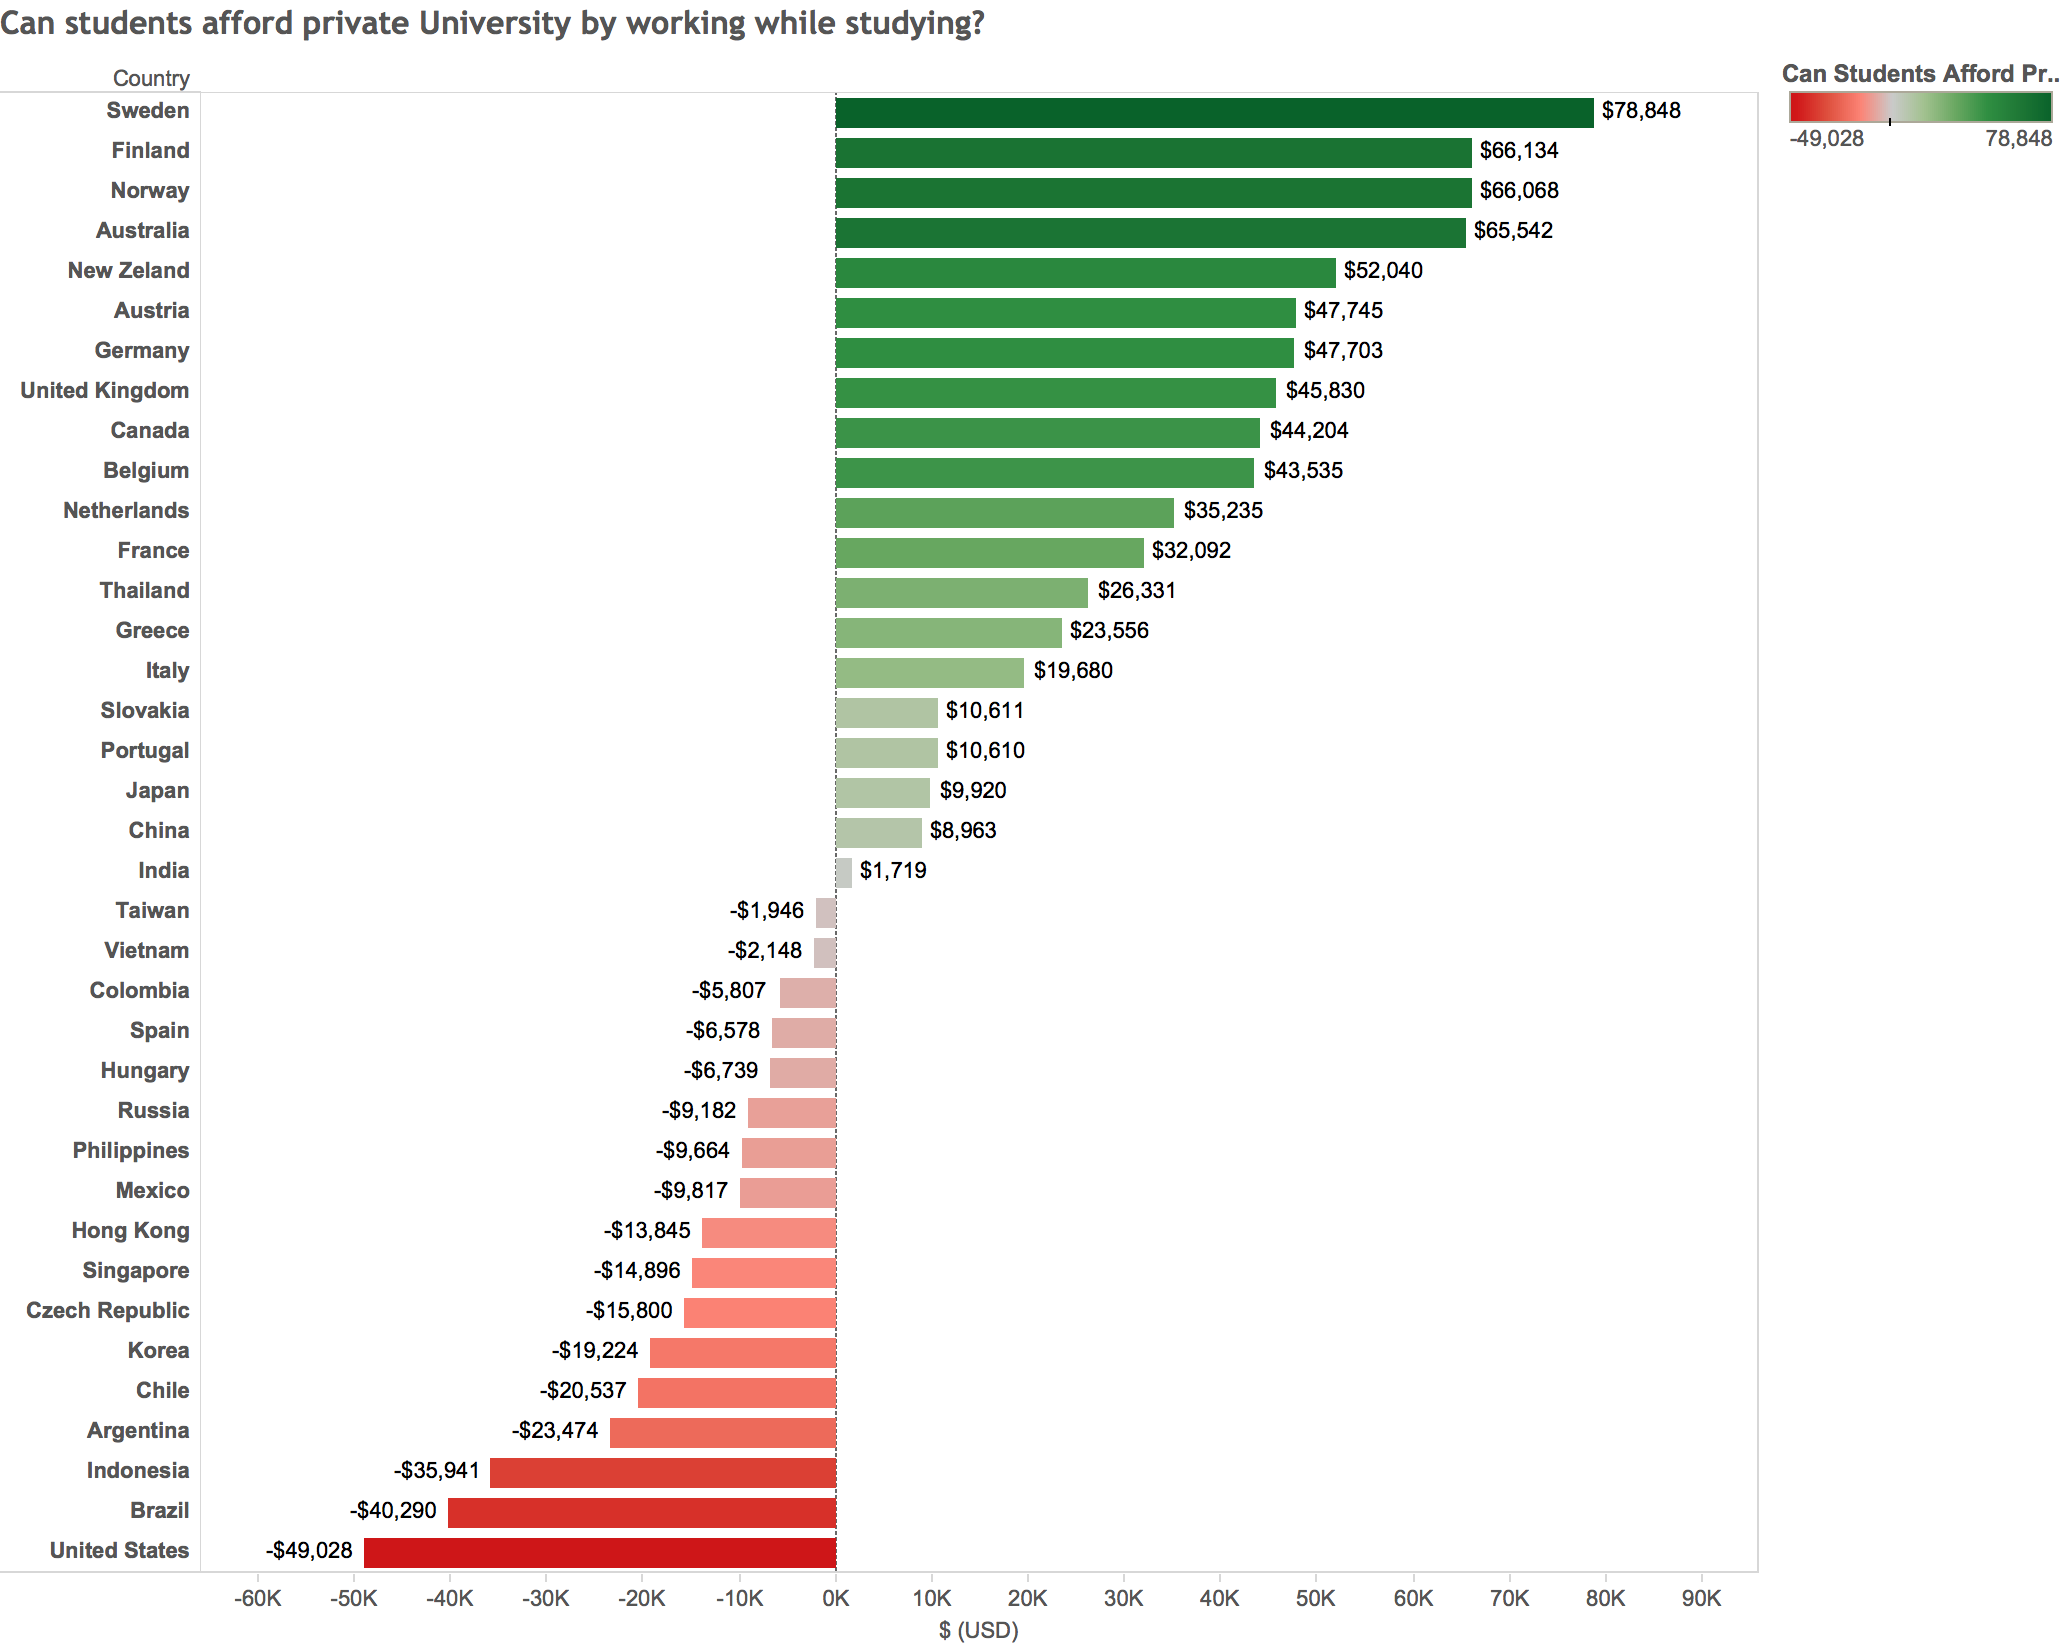 Can students afford private University by working while studying?
Country
Can Students Afford Pr..
-49,028 78,848
Sweden $78,848
Finland $66,134
Norway $66,068
Australia $65,542
New Zeland $52,040
Austria $47,745
Germany $47,703
United Kingdom $45,830
Canada $44,204
Belgium $43,535
Netherlands $35,235
France $32,092
Thailand $26,331
Greece $23,556
Italy $19,680
Slovakia $10,611
Portugal $10,610
Japan $9,920
China $8,963
India $1,719
Taiwan -$1,946
Vietnam -$2,148
Colombia -$5,807
Spain -$6,578
Hungary -$6,739
Russia -$9,182
Philippines -$9,664
Mexico -$9,817
Hong Kong -$13,845
Singapore -$14,896
Czech Republic -$15,800
Korea -$19,224
Chile -$20,537
Argentina -$23,474
Indonesia -$35,941
Brazil -$40,290
United States -$49,028
-60K -50K -40K -30K -20K -10K 0K 10K 20K 30K 40K 50K 60K 70K 80K 90K
$ (USD)